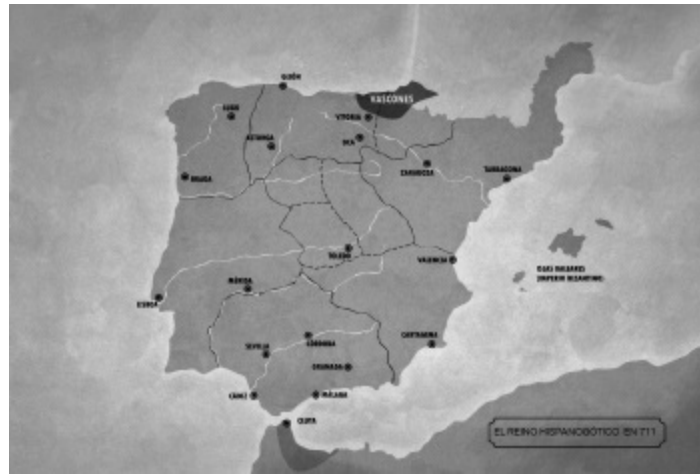 GIJÓN
VASCONES
LUGO
VITORIA
ASTORGA
OCA
ZARAGOZA
BRAGA
TARRAGONA
TOLEDO
VALENCIA
ISLAS BALEARES
(IMPERIO BIZANTINO)
MÉRIDA
LISBOA
CARTAGENA
CÓRDOBA
SEVILLA
GRANADA
CÁDIZ
MÁLAGA
CEUTA
EL REINO HISPANOGÓTICO EN 711